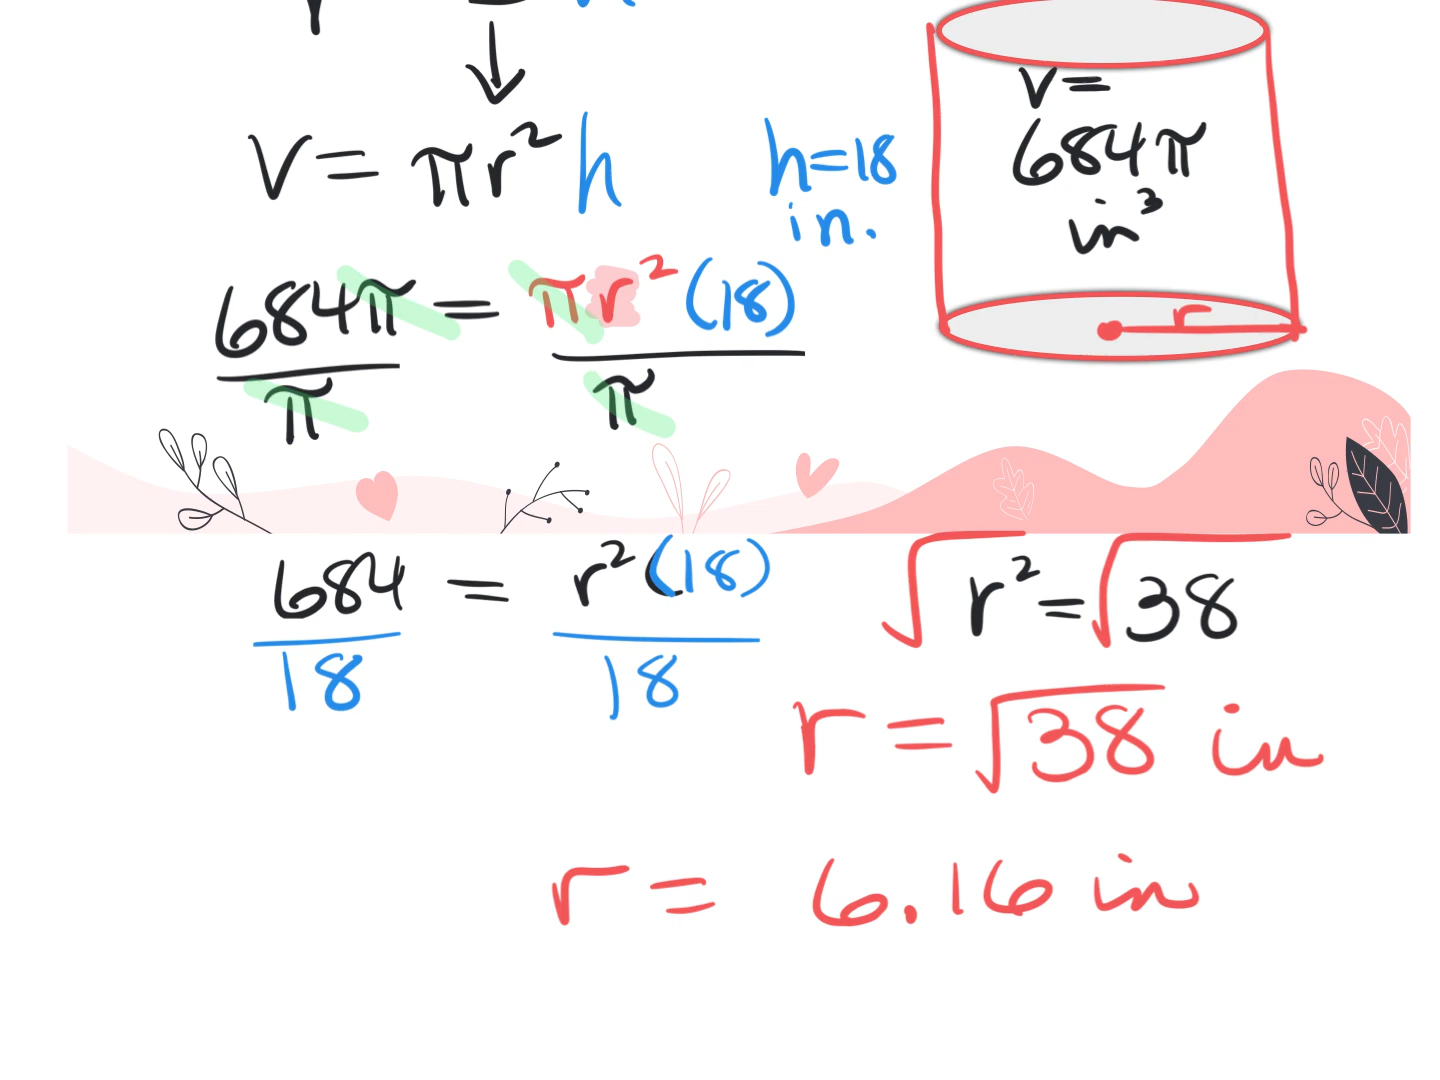 V = πr² h
h=18
in.
V=
684π
in³
684π = πr² (18)
π π
r
684 = r² (18)
18 18
√r² = √38
r = √38 in
r = 6.16 in